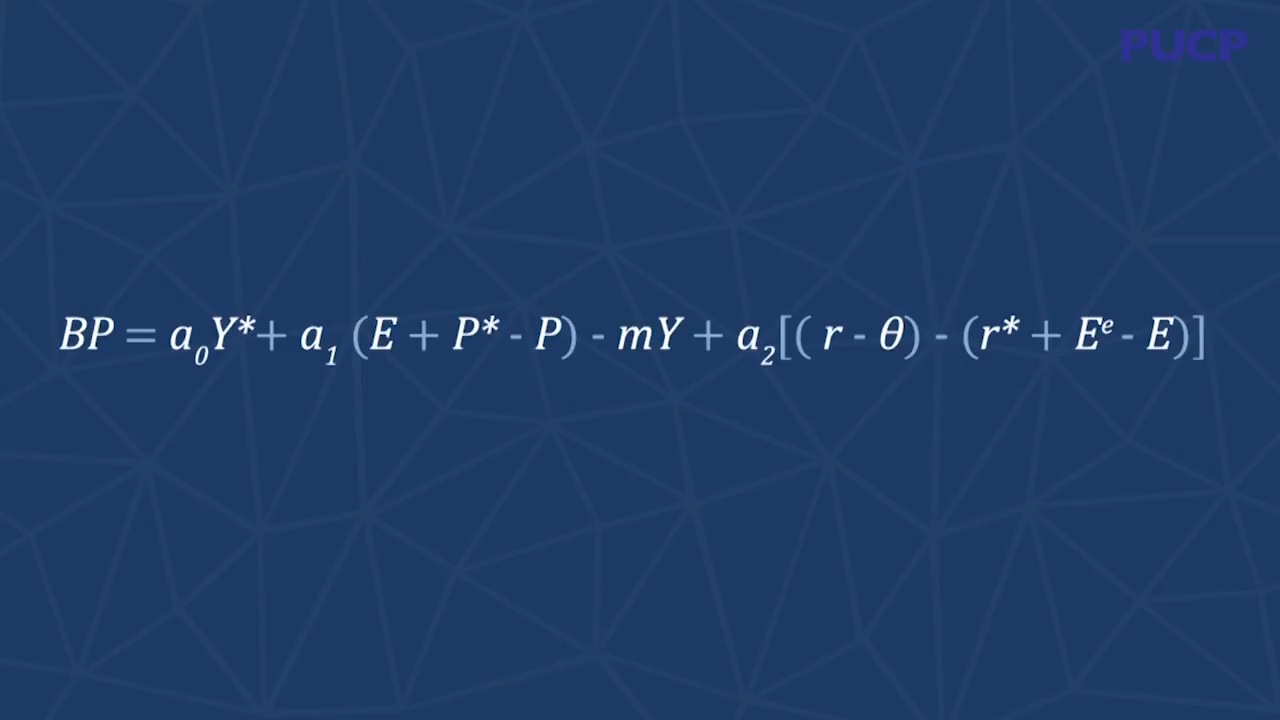 PUCP
BP = a₀Y*+ a₁ (E + P* - P) - mY + a₂[( r - θ) - (r* + Eᵉ - E)]